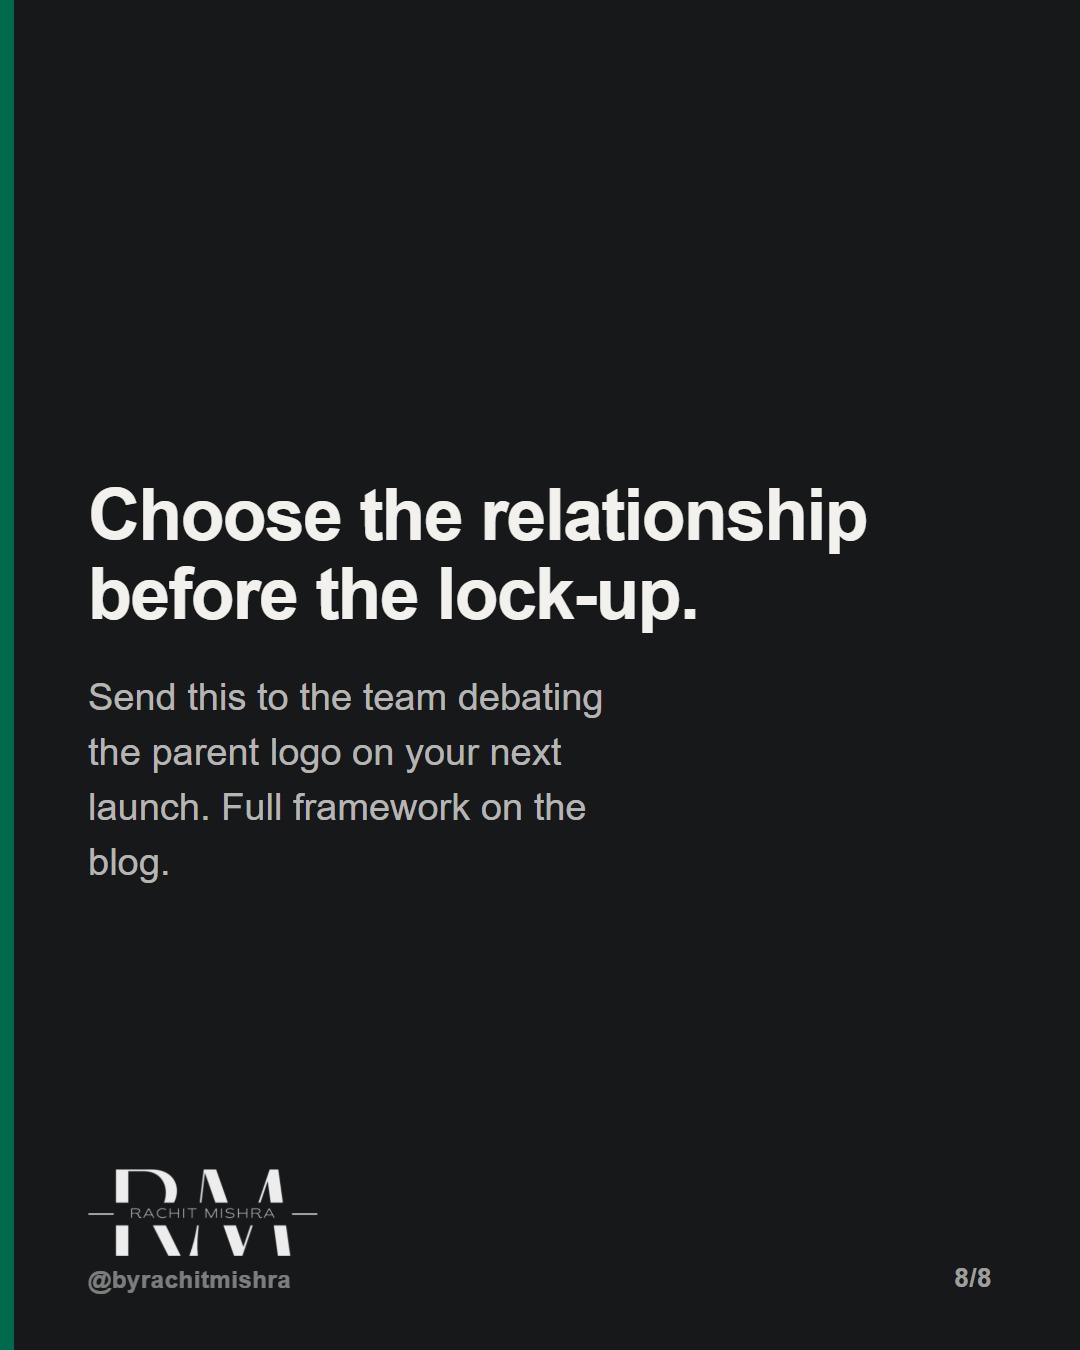 Choose the relationship
before the lock-up.
Send this to the team debating
the parent logo on your next
launch. Full framework on the
blog.
RM
RACHIT MISHRA
@byrachitmishra
8/8